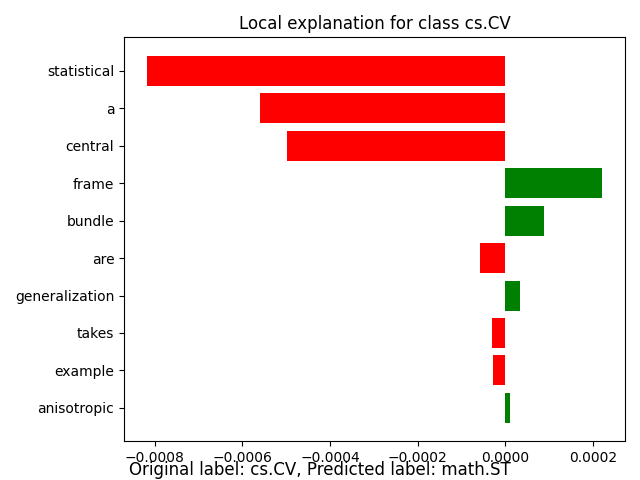 Local explanation for class cs.CV
statistical
a
central
frame
bundle
are
generalization
takes
example
anisotropic
−0.0008 −0.0006 −0.0004 −0.0002 0.0000 0.0002
Original label: cs.CV, Predicted label: math.ST